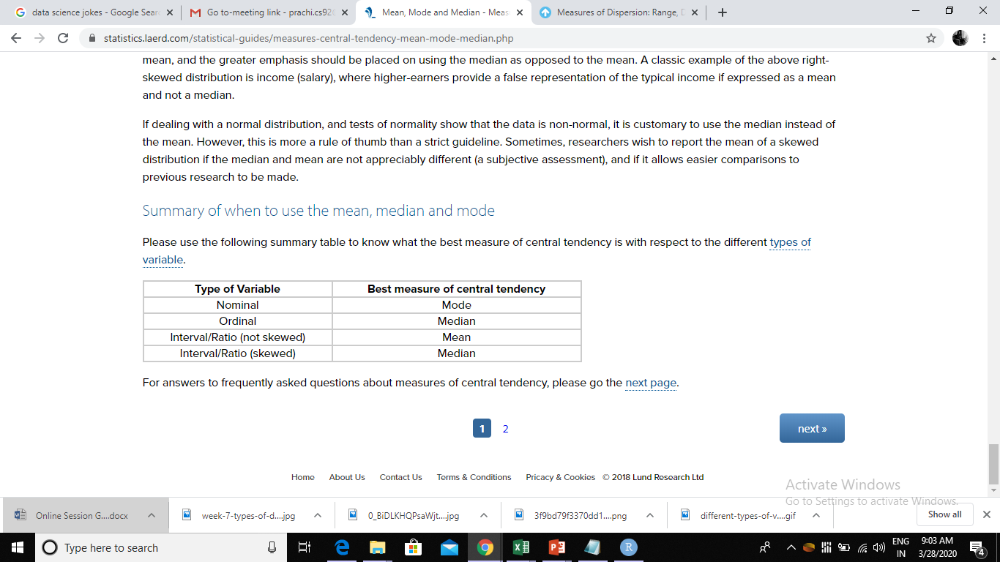 data science jokes - Google Sear
Go to-meeting link - prachi.cs92
Mean, Mode and Median - Meas
Measures of Dispersion: Range,
statistics.laerd.com/statistical-guides/measures-central-tendency-mean-mode-median.php
mean, and the greater emphasis should be placed on using the median as opposed to the mean. A classic example of the above right-
skewed distribution is income (salary), where higher-earners provide a false representation of the typical income if expressed as a mean
and not a median.
If dealing with a normal distribution, and tests of normality show that the data is non-normal, it is customary to use the median instead of
the mean. However, this is more a rule of thumb than a strict guideline. Sometimes, researchers wish to report the mean of a skewed
distribution if the median and mean are not appreciably different (a subjective assessment), and if it allows easier comparisons to
previous research to be made.
Summary of when to use the mean, median and mode
Please use the following summary table to know what the best measure of central tendency is with respect to the different types of
variable.
Type of Variable Best measure of central tendency
Nominal Mode
Ordinal Median
Interval/Ratio (not skewed) Mean
Interval/Ratio (skewed) Median
For answers to frequently asked questions about measures of central tendency, please go the next page.
1 2 next »
Home About Us Contact Us Terms & Conditions Privacy & Cookies © 2018 Lund Research Ltd
Activate Windows
Go to Settings to activate Windows.
Online Session G....docx week-7-types-of-d....jpg 0_BiDLKHQPsaWjt....jpg 3f9bd79f3370dd1....png different-types-of-v....gif Show all
Type here to search
ENG
IN
9:03 AM
3/28/2020
4